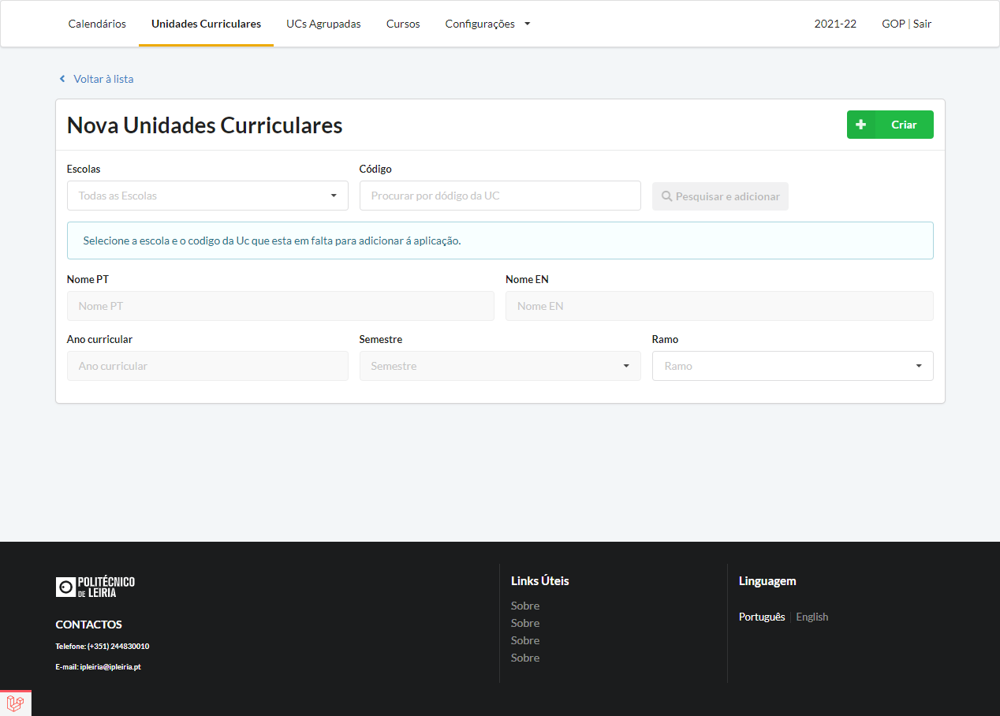 Calendários Unidades Curriculares UCs Agrupadas Cursos Configurações 2021-22 GOP | Sair
Voltar à lista
Nova Unidades Curriculares Criar
Escolas Código
Todas as Escolas Procurar por dódigo da UC Pesquisar e adicionar
Selecione a escola e o codigo da Uc que esta em falta para adicionar á aplicação.
Nome PT Nome EN
Nome PT Nome EN
Ano curricular Semestre Ramo
Ano curricular Semestre Ramo
POLITÉCNICO
DE LEIRIA
CONTACTOS
Telefone: (+351) 244830010
E-mail: ipleiria@ipleiria.pt
Links Úteis
Sobre
Sobre
Sobre
Sobre
Linguagem
Português English